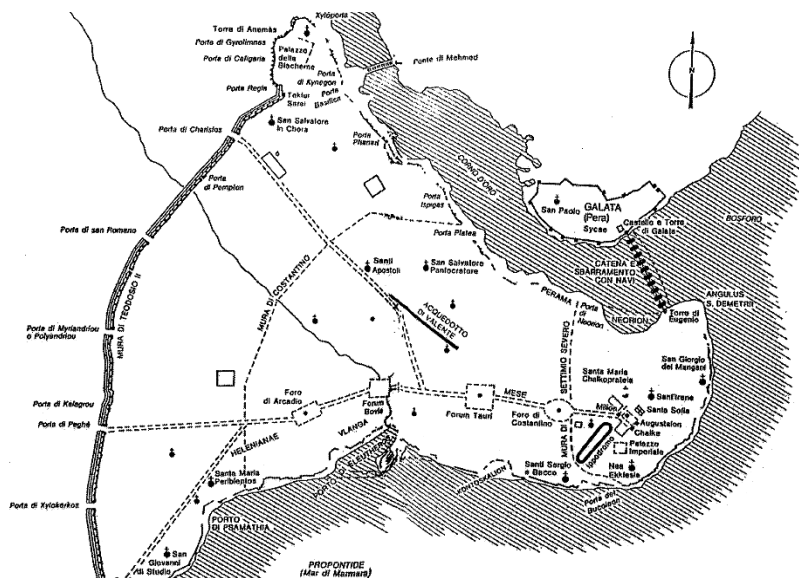 Xyloporta
Torre di Anemàs
Porta di Gyrolimnes
Porta di Caligaria
Palazzo
delle
Blacherne
Ponte di Mehmed
Porta
di Kynegon
Porta
Basilica
Porta Regia
Tekfur
Sarai
San Salvatore
in Chora
Porta di Charisios
Porta
Phanari
CORNO D'ORO
Porta
di Pempton
Porta
Ispigas
San Paolo
GALATA
(Pera)
Sycae
Castello e Torre
di Galata
BOSFORO
Porta di san Romano
Porta Platea
MURA DI COSTANTINO
Santi
Apostoli
San Salvatore
Pantocratore
CATENA E
SBARRAMENTO
CON NAVI
ANGULUS
S. DEMETRII
PERAMA
Porta
di
Neorion
NEORION
Torre di
Eugenio
ACQUEDOTTO
DI VALENTE
MURA DI TEODOSIO II
Porta di Myriandriou
o Polyandriou
MURA DI
SETTIMIO SEVERO
Santa Maria
Chalkoprateia
San Giorgio
dei Mangani
Foro
di Arcadio
Forum
Bovis
MESE
Forum Tauri
Foro di
Costantino
Milion
Sant'Irene
Santa Sofia
Augustaion
Chalke
Palazzo
Imperiale
Ippodromo
Porta di Kalagrou
Porta di Peghé
HELENIANAE
VLANGA
PORTO DI ELEUTHERIO
Santa Maria
Peribleptos
Santi Sergio
e Bacco
Nea
Ekklesia
Porta del
Bucoleone
Porta di Xylokerkos
PORTO
DI PSAMATHIA
San
Giovanni
di Studio
PROPONTIDE
(Mar di Marmara)